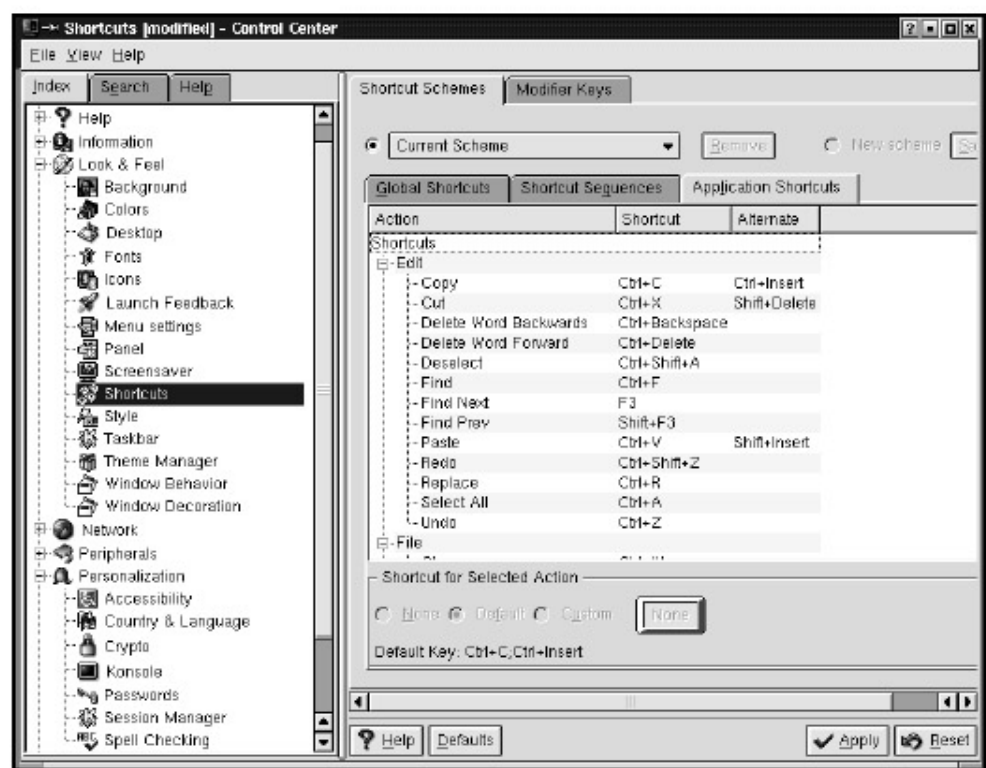 Shortcuts [modified] - Control Center
File View Help
Index Search Help
Help
Information
Look & Feel
Background
Colors
Desktop
Fonts
Icons
Launch Feedback
Menu settings
Panel
Screensaver
Shortcuts
Style
Taskbar
Theme Manager
Window Behavior
Window Decoration
Network
Peripherals
Personalization
Accessibility
Country & Language
Crypto
Konsole
Passwords
Session Manager
Spell Checking
Shortcut Schemes Modifier Keys
Current Scheme Remove New scheme
Global Shortcuts Shortcut Sequences Application Shortcuts
Action Shortcut Alternate
Shortcuts
Edit
Copy Ctrl+C Ctrl+Insert
Cut Ctrl+X Shift+Delete
Delete Word Backwards Ctrl+Backspace
Delete Word Forward Ctrl+Delete
Deselect Ctrl+Shift+A
Find Ctrl+F
Find Next F3
Find Prev Shift+F3
Paste Ctrl+V Shift+Insert
Redo Ctrl+Shift+Z
Replace Ctrl+R
Select All Ctrl+A
Undo Ctrl+Z
File
Shortcut for Selected Action
None Default Custom None
Default Key: Ctrl+C;Ctrl+Insert
Help Defaults Apply Reset